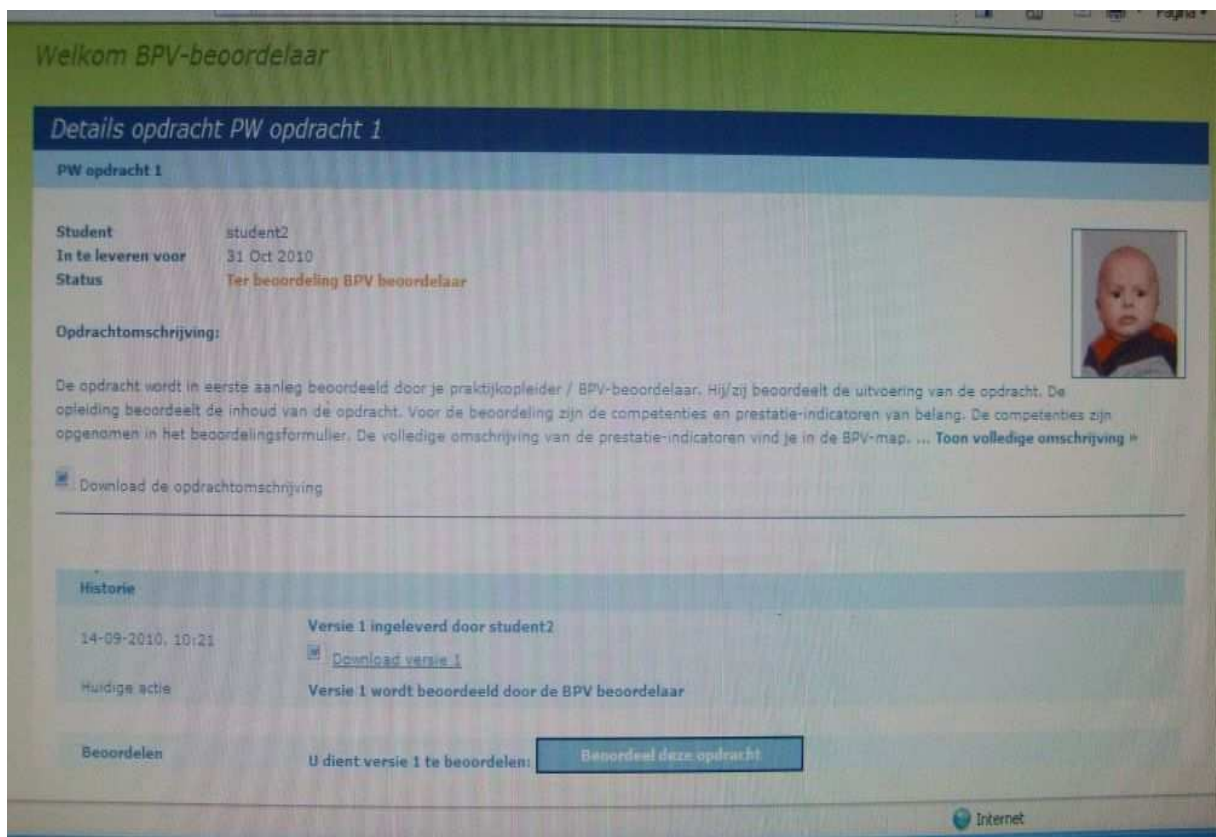 Pagina
Welkom BPV-beoordelaar
Details opdracht PW opdracht 1
PW opdracht 1
Student student2
In te leveren voor 31 Oct 2010
Status Ter beoordeling BPV beoordelaar
Opdrachtomschrijving:
De opdracht wordt in eerste aanleg beoordeeld door je praktijkopleider / BPV-beoordelaar. Hij/zij beoordeelt de uitvoering van de opdracht. De
opleiding beoordeelt de inhoud van de opdracht. Voor de beoordeling zijn de competenties en prestatie-indicatoren van belang. De competenties zijn
opgenomen in het beoordelingsformulier. De volledige omschrijving van de prestatie-indicatoren vind je in de BPV-map. ... Toon volledige omschrijving »
Download de opdrachtomschrijving
Historie
14-09-2010, 10:21 Versie 1 ingeleverd door student2
Download versie 1
Huidige actie Versie 1 wordt beoordeeld door de BPV beoordelaar
Beoordelen U dient versie 1 te beoordelen: Beoordeel deze opdracht
Internet